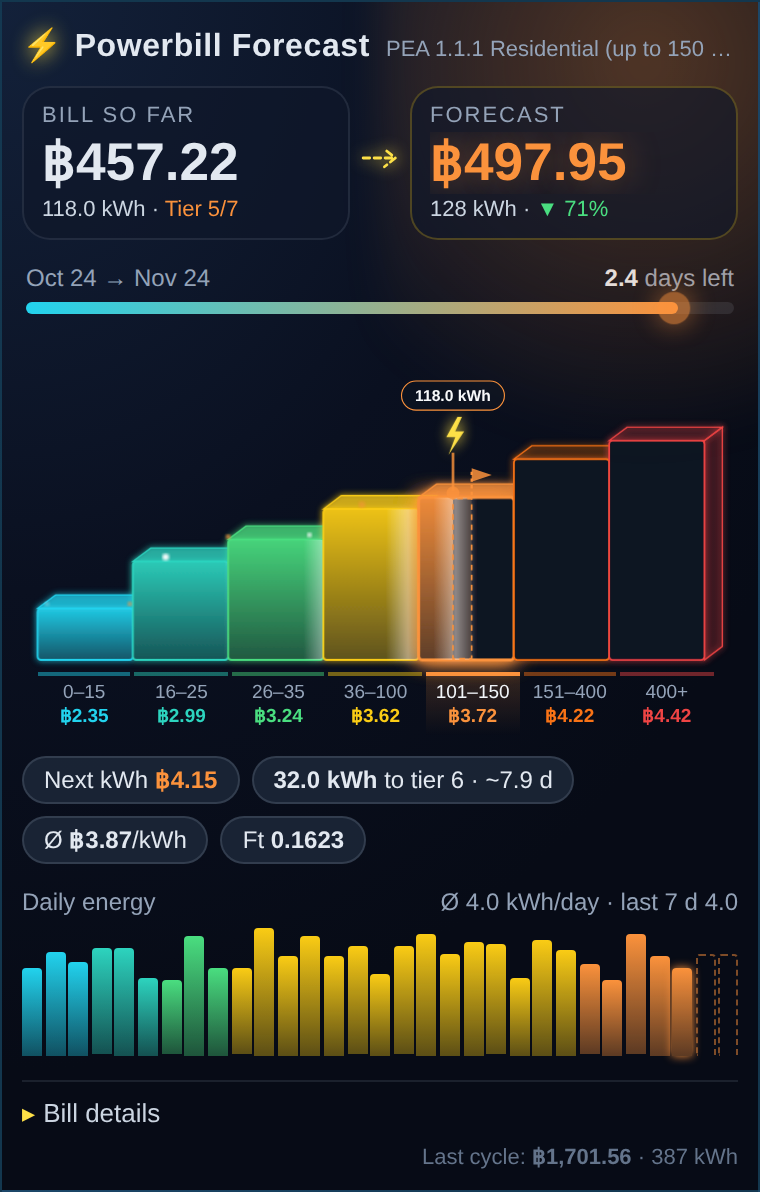 ⚡ Powerbill Forecast PEA 1.1.1 Residential (up to 150 …
BILL SO FAR
฿457.22
118.0 kWh · Tier 5/7
FORECAST
฿497.95
128 kWh · ▼ 71%
Oct 24 → Nov 24
2.4 days left
118.0 kWh
0–15 16–25 26–35 36–100 101–150 151–400 400+
฿2.35 ฿2.99 ฿3.24 ฿3.62 ฿3.72 ฿4.22 ฿4.42
Next kWh ฿4.15
32.0 kWh to tier 6 · ~7.9 d
Ø ฿3.87/kWh
Ft 0.1623
Daily energy
Ø 4.0 kWh/day · last 7 d 4.0
▸ Bill details
Last cycle: ฿1,701.56 · 387 kWh